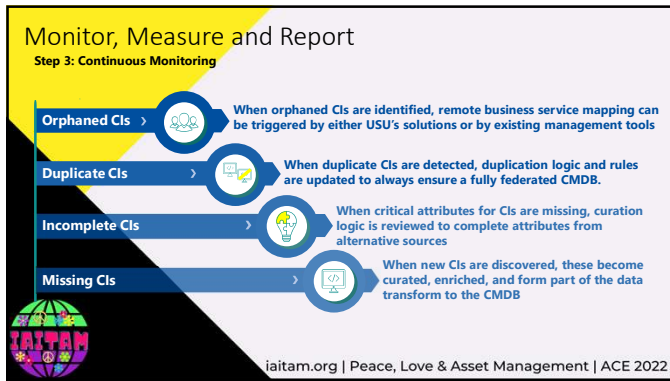 Monitor, Measure and Report
Step 3: Continuous Monitoring
Orphaned CIs
When orphaned CIs are identified, remote business service mapping can
be triggered by either USU's solutions or by existing management tools
Duplicate CIs
When duplicate CIs are detected, duplication logic and rules
are updated to always ensure a fully federated CMDB.
Incomplete CIs
When critical attributes for CIs are missing, curation
logic is reviewed to complete attributes from
alternative sources
Missing CIs
When new CIs are discovered, these become
curated, enriched, and form part of the data
transform to the CMDB
IAITAM
iaitam.org | Peace, Love & Asset Management | ACE 2022